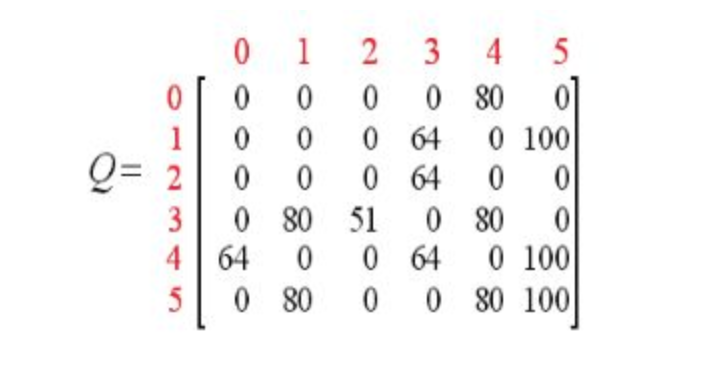 0 1 2 3 4 5
0 0 0 0 0 80 0
1 0 0 0 64 0 100
Q= 2 0 0 0 64 0 0
3 0 80 51 0 80 0
4 64 0 0 64 0 100
5 0 80 0 0 80 100